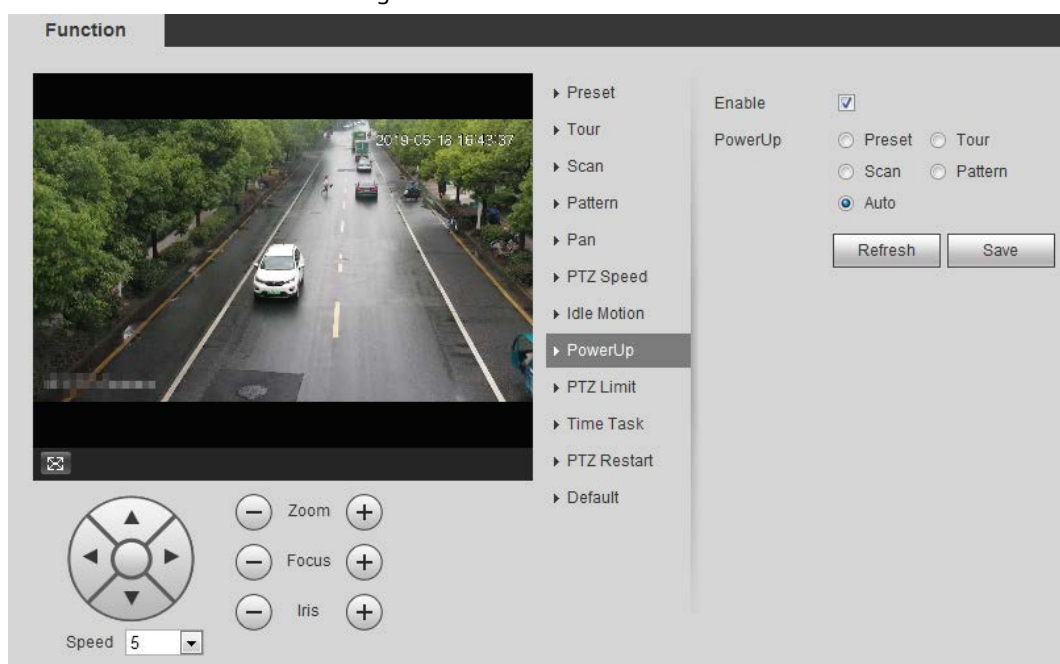 Function
2019-05-18 16:43:37
Preset
Tour
Scan
Pattern
Pan
PTZ Speed
Idle Motion
PowerUp
PTZ Limit
Time Task
PTZ Restart
Default
Enable
PowerUp
Preset Tour
Scan Pattern
Auto
Refresh Save
Zoom
Focus
Iris
Speed 5